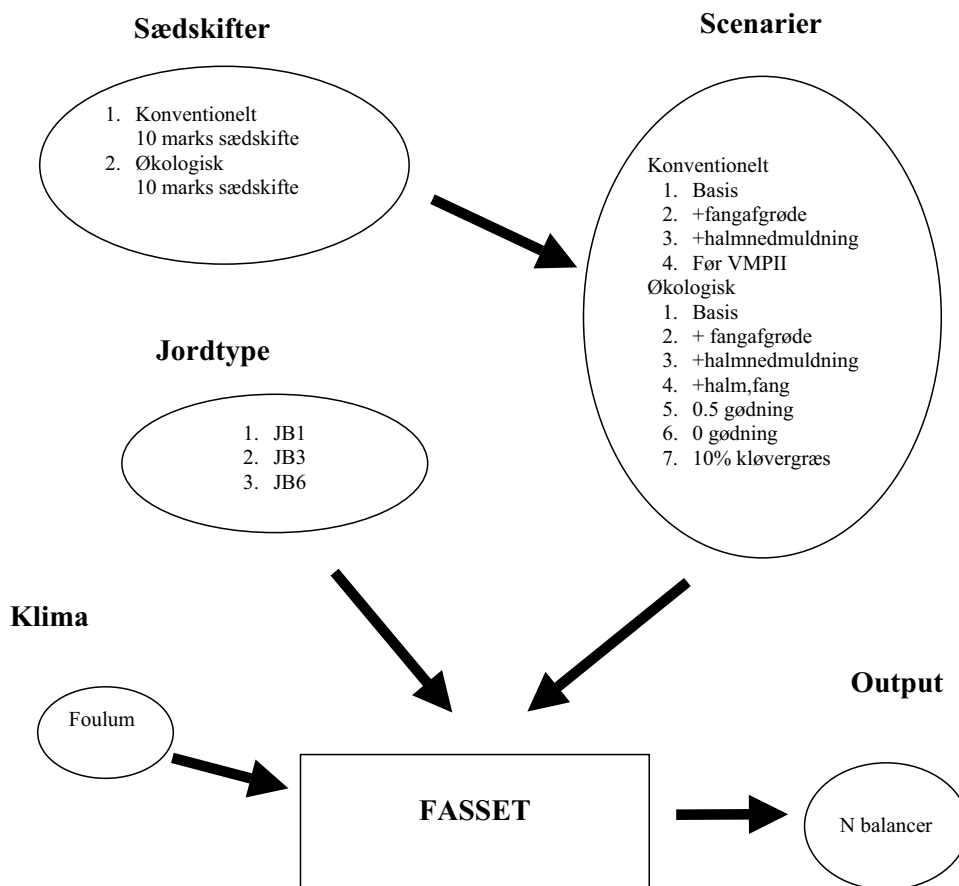 Sædskifter
1. Konventionelt
10 marks sædskifte
2. Økologisk
10 marks sædskifte
Scenarier
Konventionelt
1. Basis
2. +fangafgrøde
3. +halmnedmuldning
4. Før VMPII
Økologisk
1. Basis
2. + fangafgrøde
3. +halmnedmuldning
4. +halm,fang
5. 0.5 gødning
6. 0 gødning
7. 10% kløvergræs
Jordtype
1. JB1
2. JB3
3. JB6
Klima
Foulum
FASSET
Output
N balancer